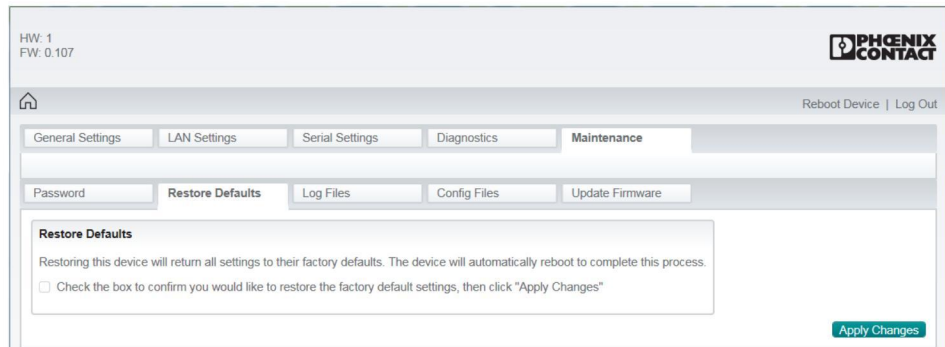 HW: 1
FW: 0.107
PHŒNIX
CONTACT
Reboot Device | Log Out
General Settings LAN Settings Serial Settings Diagnostics Maintenance
Password Restore Defaults Log Files Config Files Update Firmware
Restore Defaults
Restoring this device will return all settings to their factory defaults. The device will automatically reboot to complete this process.
Check the box to confirm you would like to restore the factory default settings, then click "Apply Changes"
Apply Changes